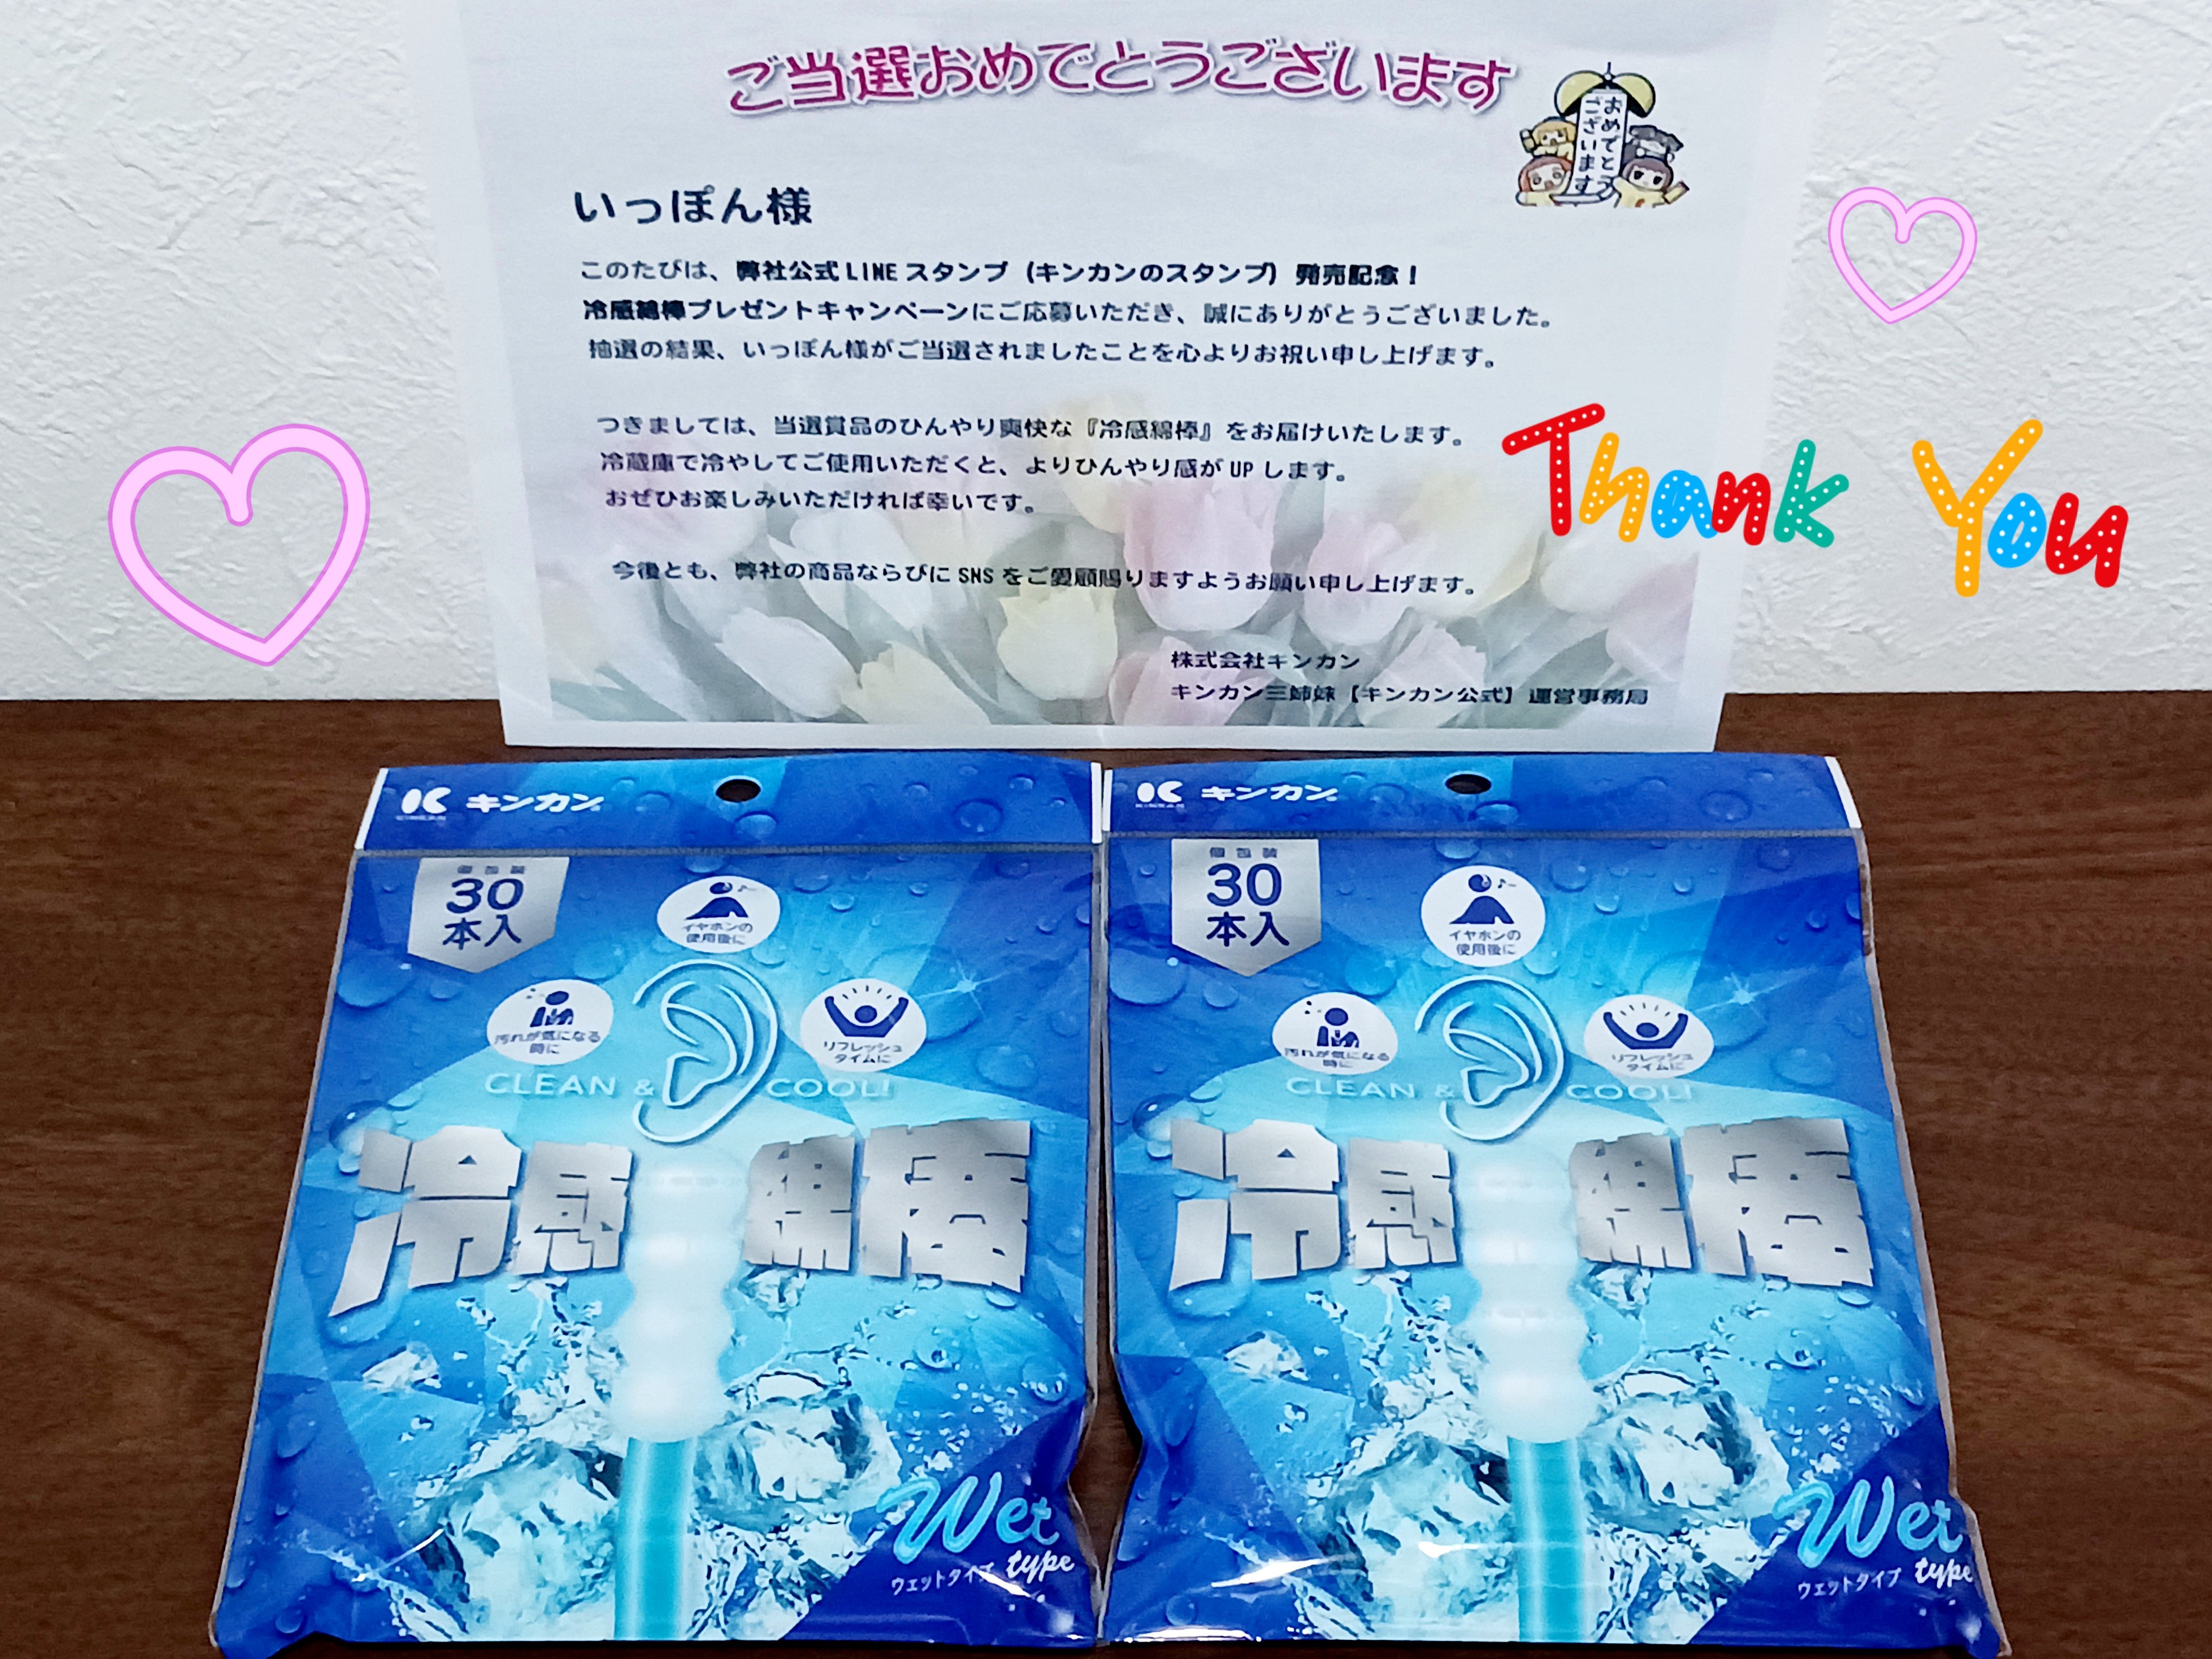 ご当選おめでとうございます
おめでとう
ございます
いっぽん様
このたびは、弊社公式LINEスタンプ（キンカンのスタンプ）発売記念！
冷感綿棒プレゼントキャンペーンにご応募いただき、誠にありがとうございました。
抽選の結果、いっぽん様がご当選されましたことを心よりお祝い申し上げます。
つきましては、当選賞品のひんやり爽快な『冷感綿棒』をお届けいたします。
冷蔵庫で冷やしてご使用いただくと、よりひんやり感がUPします。
おぜひお楽しみいただければ幸いです。
今後とも、弊社の商品ならびにSNSをご愛顧賜りますようお願い申し上げます。
株式会社キンカン
キンカン三姉妹【キンカン公式】運営事務局
Thank You
キンカン
KINKAN
個包装
30
本入
イヤホンの
使用後に
汚れが気になる
時に
リフレッシュ
タイムに
CLEAN & COOL!
冷感綿棒
Wet
type
ウェットタイプ
キンカン
KINKAN
個包装
30
本入
イヤホンの
使用後に
汚れが気になる
時に
リフレッシュ
タイムに
CLEAN & COOL!
冷感綿棒
Wet
type
ウェットタイプ